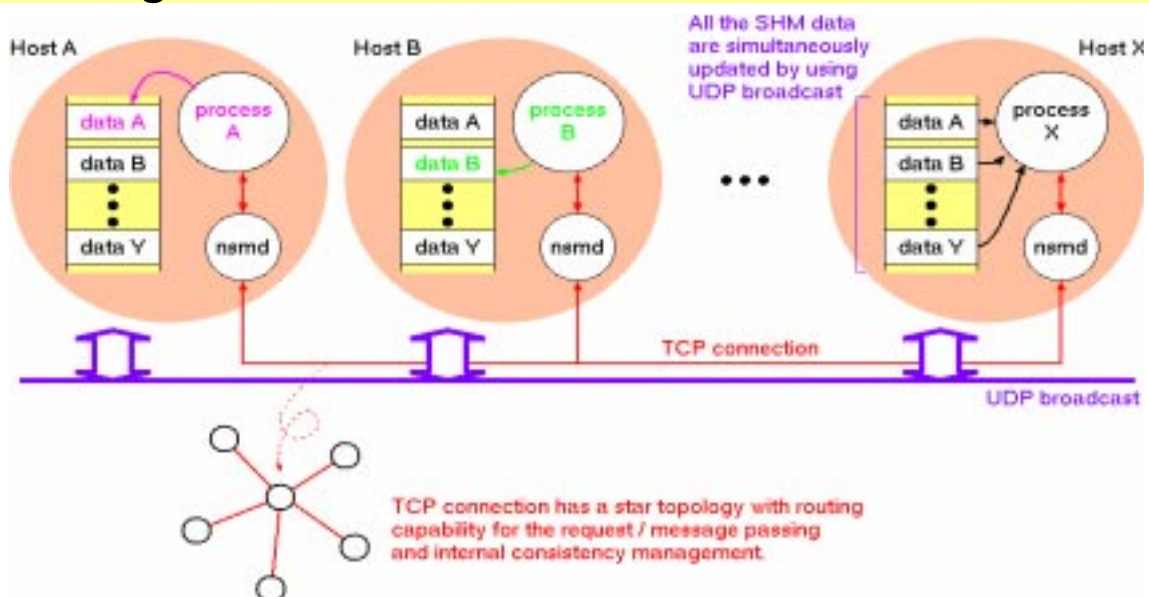 Host A
data A
data B
data Y
process
A
nsmd
Host B
data A
data B
data Y
process
B
nsmd
All the SHM data
are simultaneously
updated by using
UDP broadcast
Host X
data A
data B
data Y
process
X
nsmd
TCP connection
UDP broadcast
TCP connection has a star topology with routing
capability for the request / message passing
and internal consistency management.